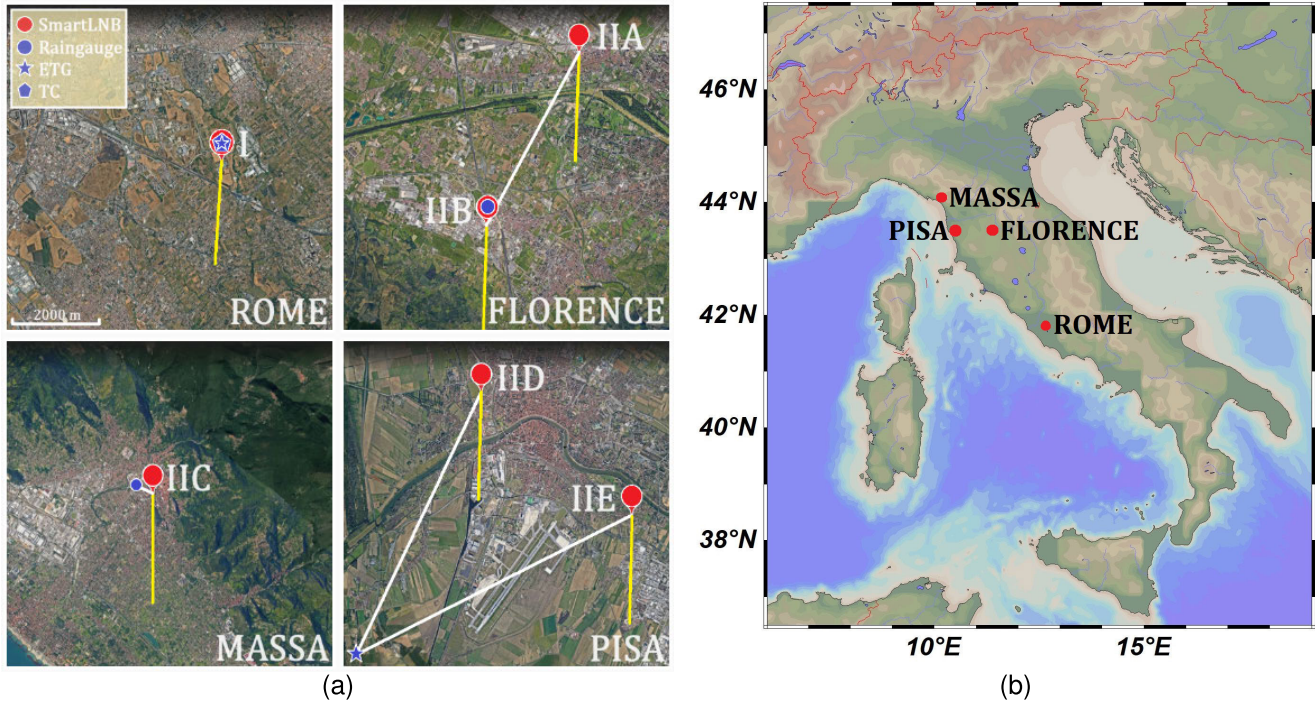 SmartLNB
Raingauge
ETG
TC
I
2000 m
ROME
IIA
IIB
FLORENCE
IIC
MASSA
IID
IIE
PISA
(a)
46°N
44°N
42°N
40°N
38°N
MASSA
PISA
FLORENCE
ROME
10°E
15°E
(b)